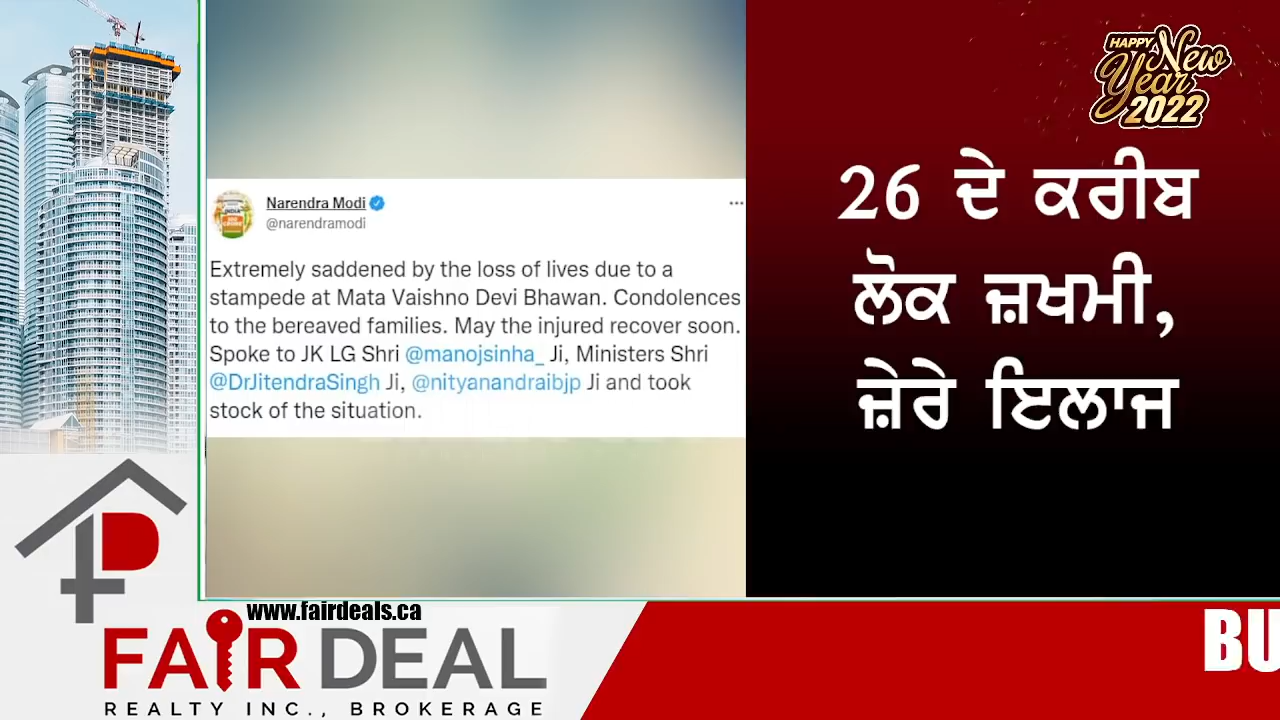 HAPPY
New
Year
2022
Narendra Modi
@narendramodi
Extremely saddened by the loss of lives due to a
stampede at Mata Vaishno Devi Bhawan. Condolences
to the bereaved families. May the injured recover soon.
Spoke to JK LG Shri @manojsinha_ Ji, Ministers Shri
@DrJitendraSingh Ji, @nityanandraibjp Ji and took
stock of the situation.
26 ਦੇ ਕਰੀਬ
ਲੋਕ ਜ਼ਖਮੀ,
ਜ਼ੇਰੇ ਇਲਾਜ
www.fairdeals.ca
FAIR DEAL
REALTY INC., BROKERAGE
BU